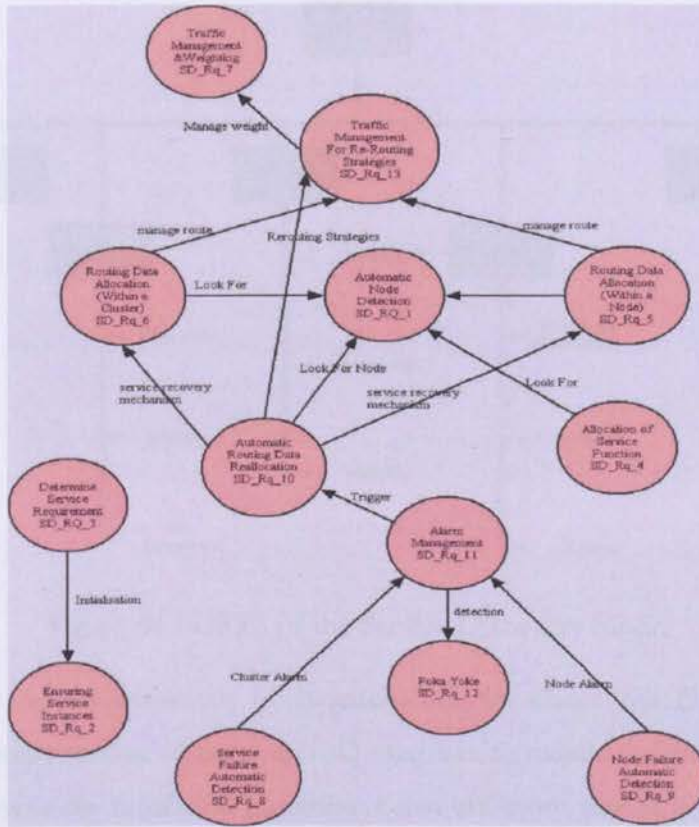 Traffic
Management
&Weighting
SD_Rq_7
Manage weight
Traffic
Management
For Re-Routing
Strategies
SD_Rq_13
manage route
Rerouting Strategies
manage route
Routing Data
Allocation
(Within a
Cluster)
SD_Rq_6
Look For
Automatic
Node
Detection
SD_RQ_1
Routing Data
Allocation
(Within a
Node)
SD_Rq_5
Look For Node
service recovery
mechanism
service recovery
mechanism
Look For
Allocation of
Service
Function
SD_Rq_4
Automatic
Routing Data
Reallocation
SD_Rq_10
Determine
Service
Requirement
SD_RQ_3
Trigger
Alarm
Management
SD_Rq_11
Initialisation
detection
Cluster Alarm
Poka Yoke
SD_Rq_12
Node Alarm
Ensuring
Service
Instances
SD_Rq_2
Service
Failure
Automatic
Detection
SD_Rq_8
Node Failure
Automatic
Detection
SD_Rq_9